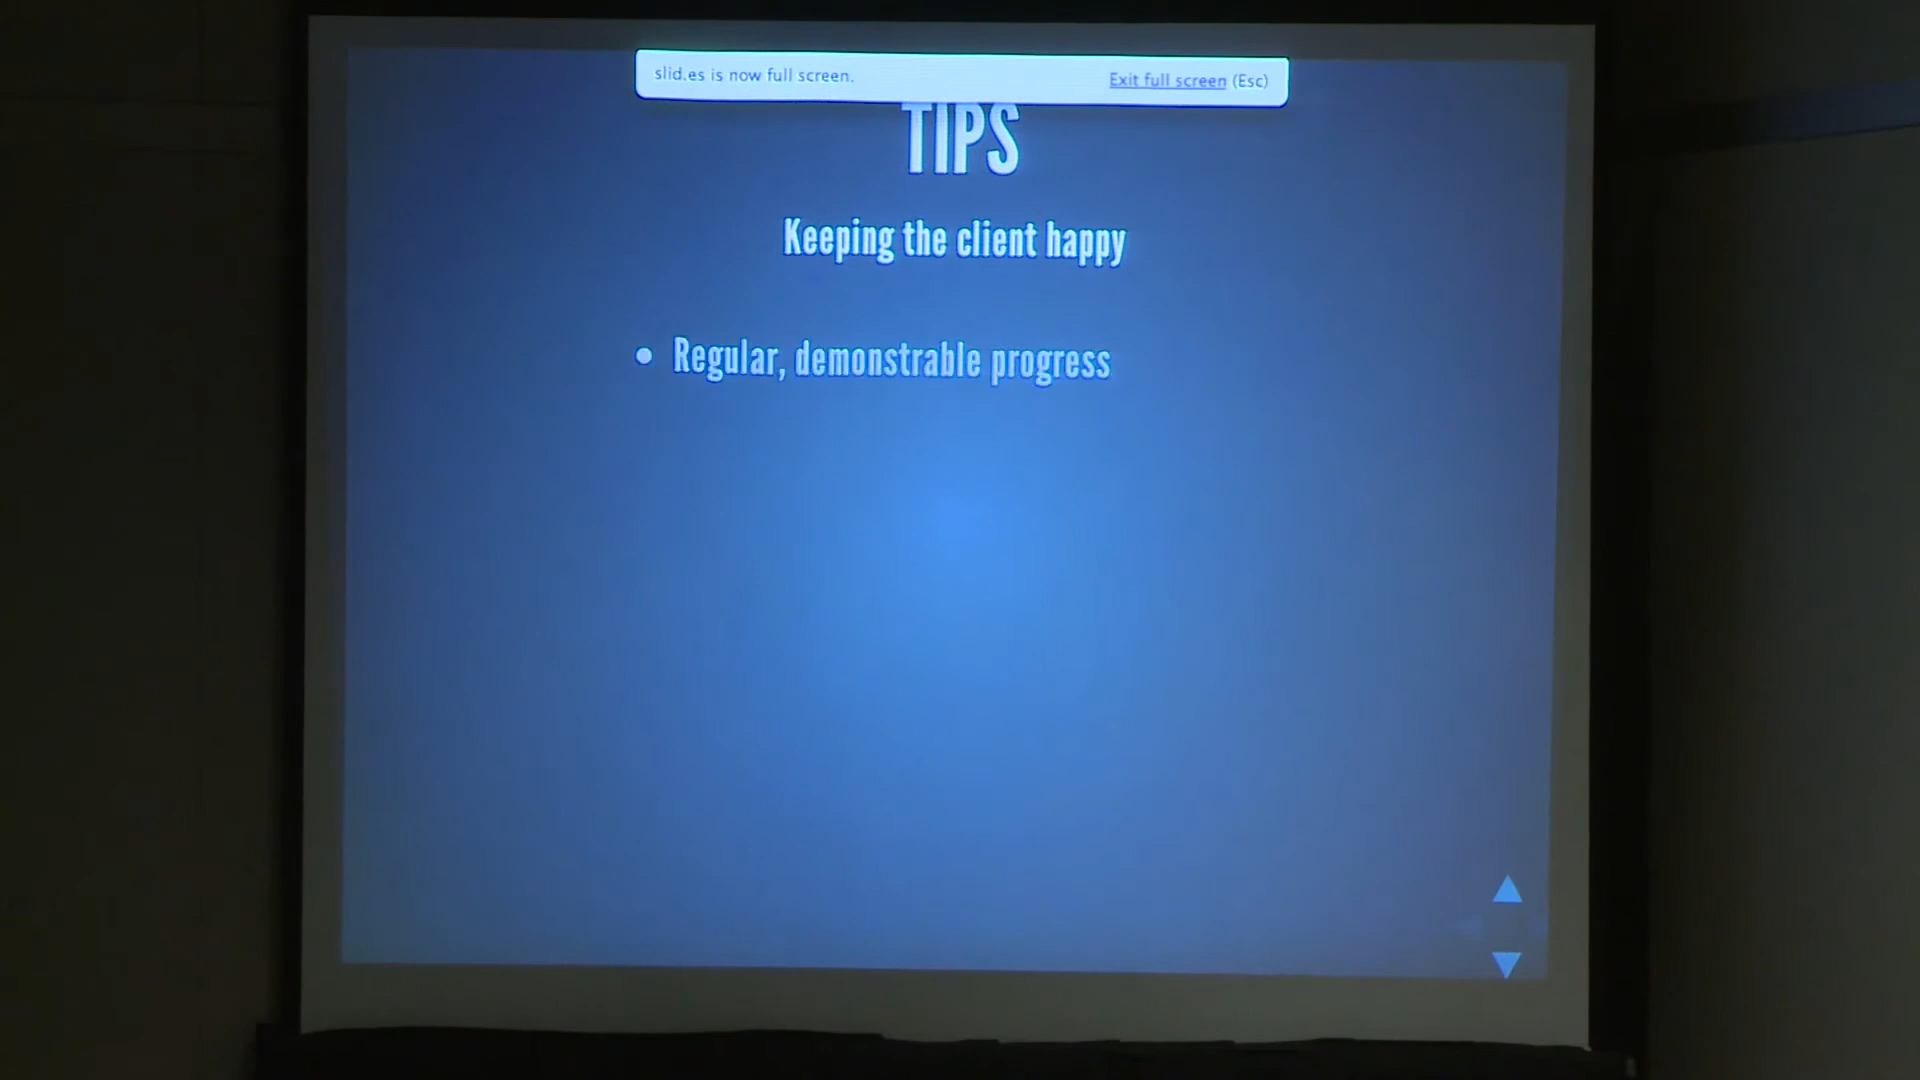 slid.es is now full screen. Exit full screen (Esc)
TIPS
Keeping the client happy
• Regular, demonstrable progress